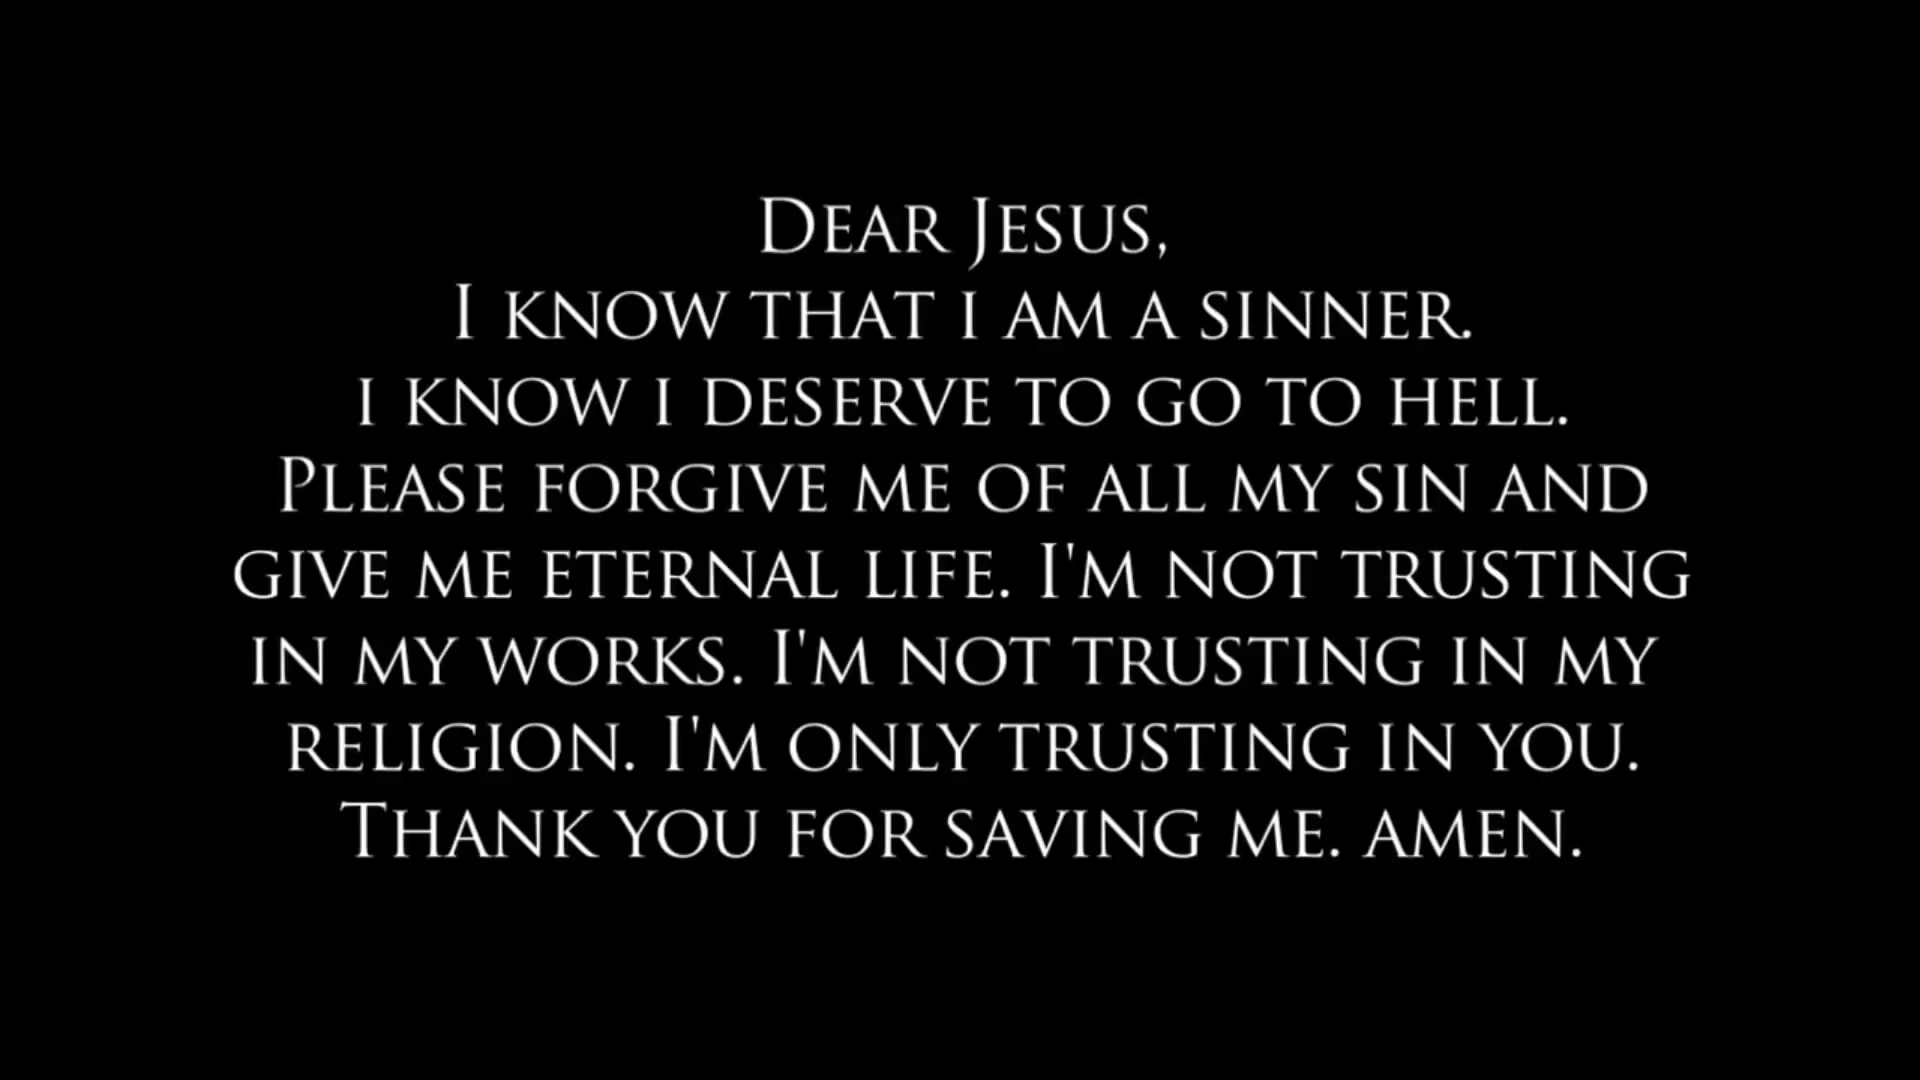 Dear Jesus,
I know that i am a sinner.
i know i deserve to go to hell.
Please forgive me of all my sin and
give me eternal life. I'm not trusting
in my works. I'm not trusting in my
religion. I'm only trusting in you.
Thank you for saving me. amen.